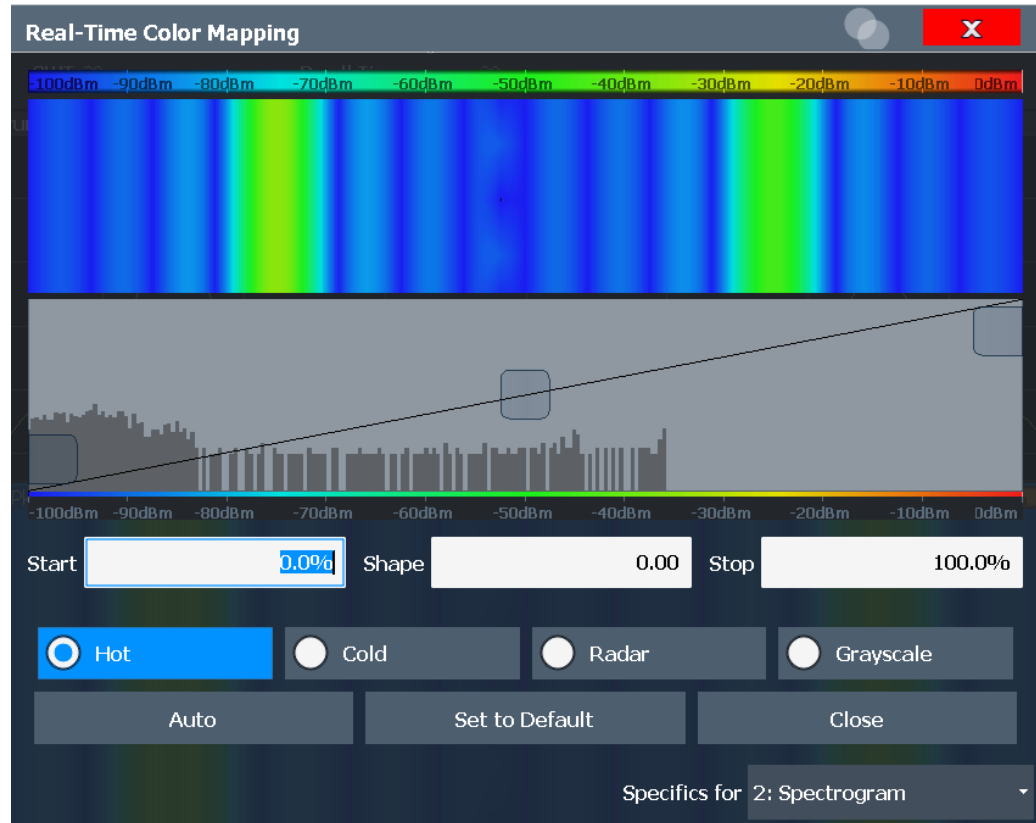 Real-Time Color Mapping
X
-100dBm -90dBm -80dBm -70dBm -60dBm -50dBm -40dBm -30dBm -20dBm -10dBm 0dBm
-100dBm -90dBm -80dBm -70dBm -60dBm -50dBm -40dBm -30dBm -20dBm -10dBm 0dBm
Start 0.0% Shape 0.00 Stop 100.0%
Hot Cold Radar Grayscale
Auto Set to Default Close
Specifics for 2: Spectrogram